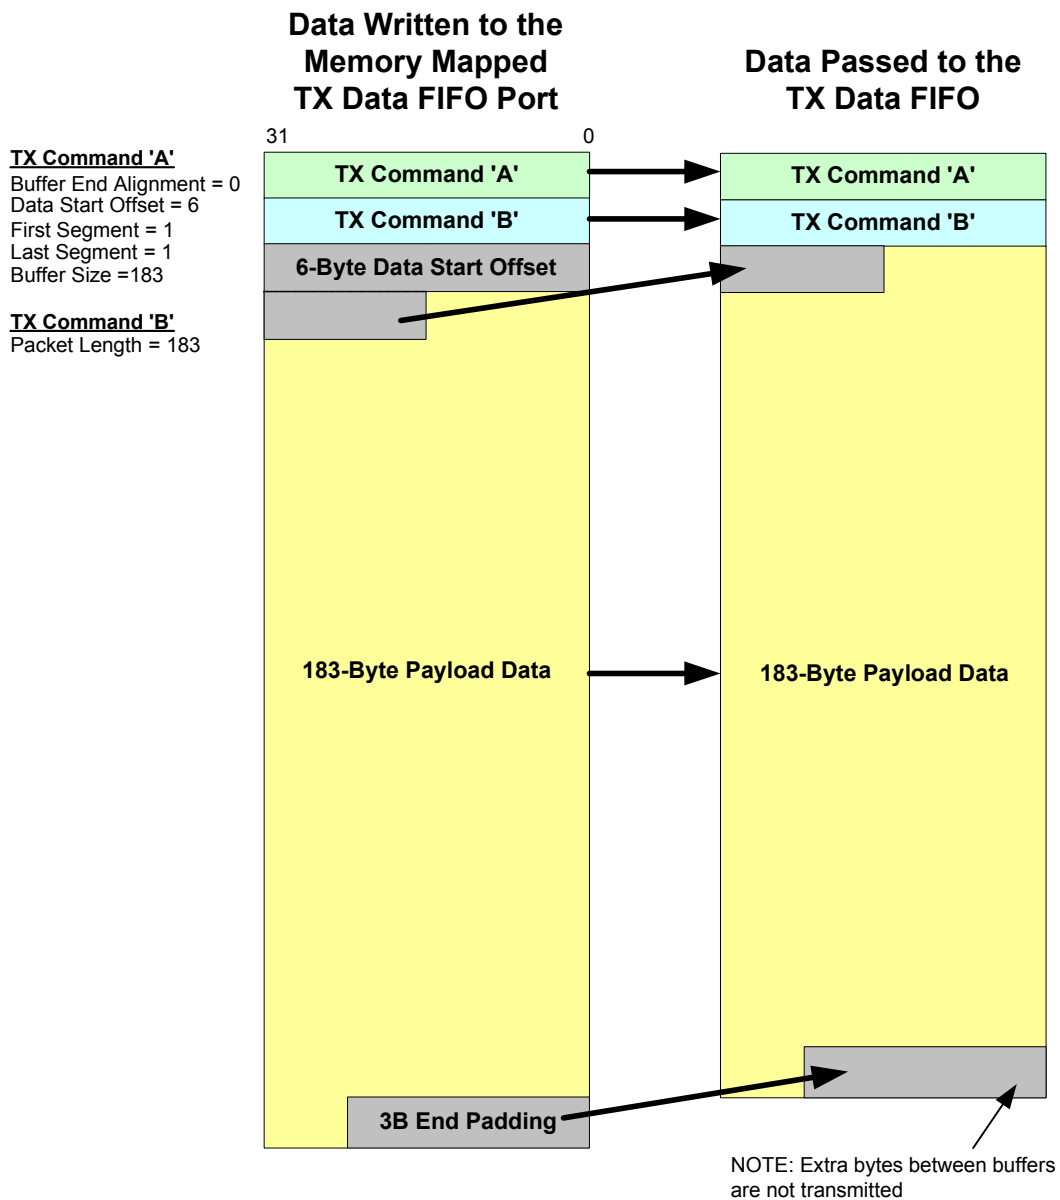 Data Written to the
Memory Mapped
TX Data FIFO Port
Data Passed to the
TX Data FIFO
31
0
TX Command 'A'
Buffer End Alignment = 0
Data Start Offset = 6
First Segment = 1
Last Segment = 1
Buffer Size =183
TX Command 'B'
Packet Length = 183
TX Command 'A'
TX Command 'B'
6-Byte Data Start Offset
183-Byte Payload Data
3B End Padding
TX Command 'A'
TX Command 'B'
183-Byte Payload Data
NOTE: Extra bytes between buffers
are not transmitted